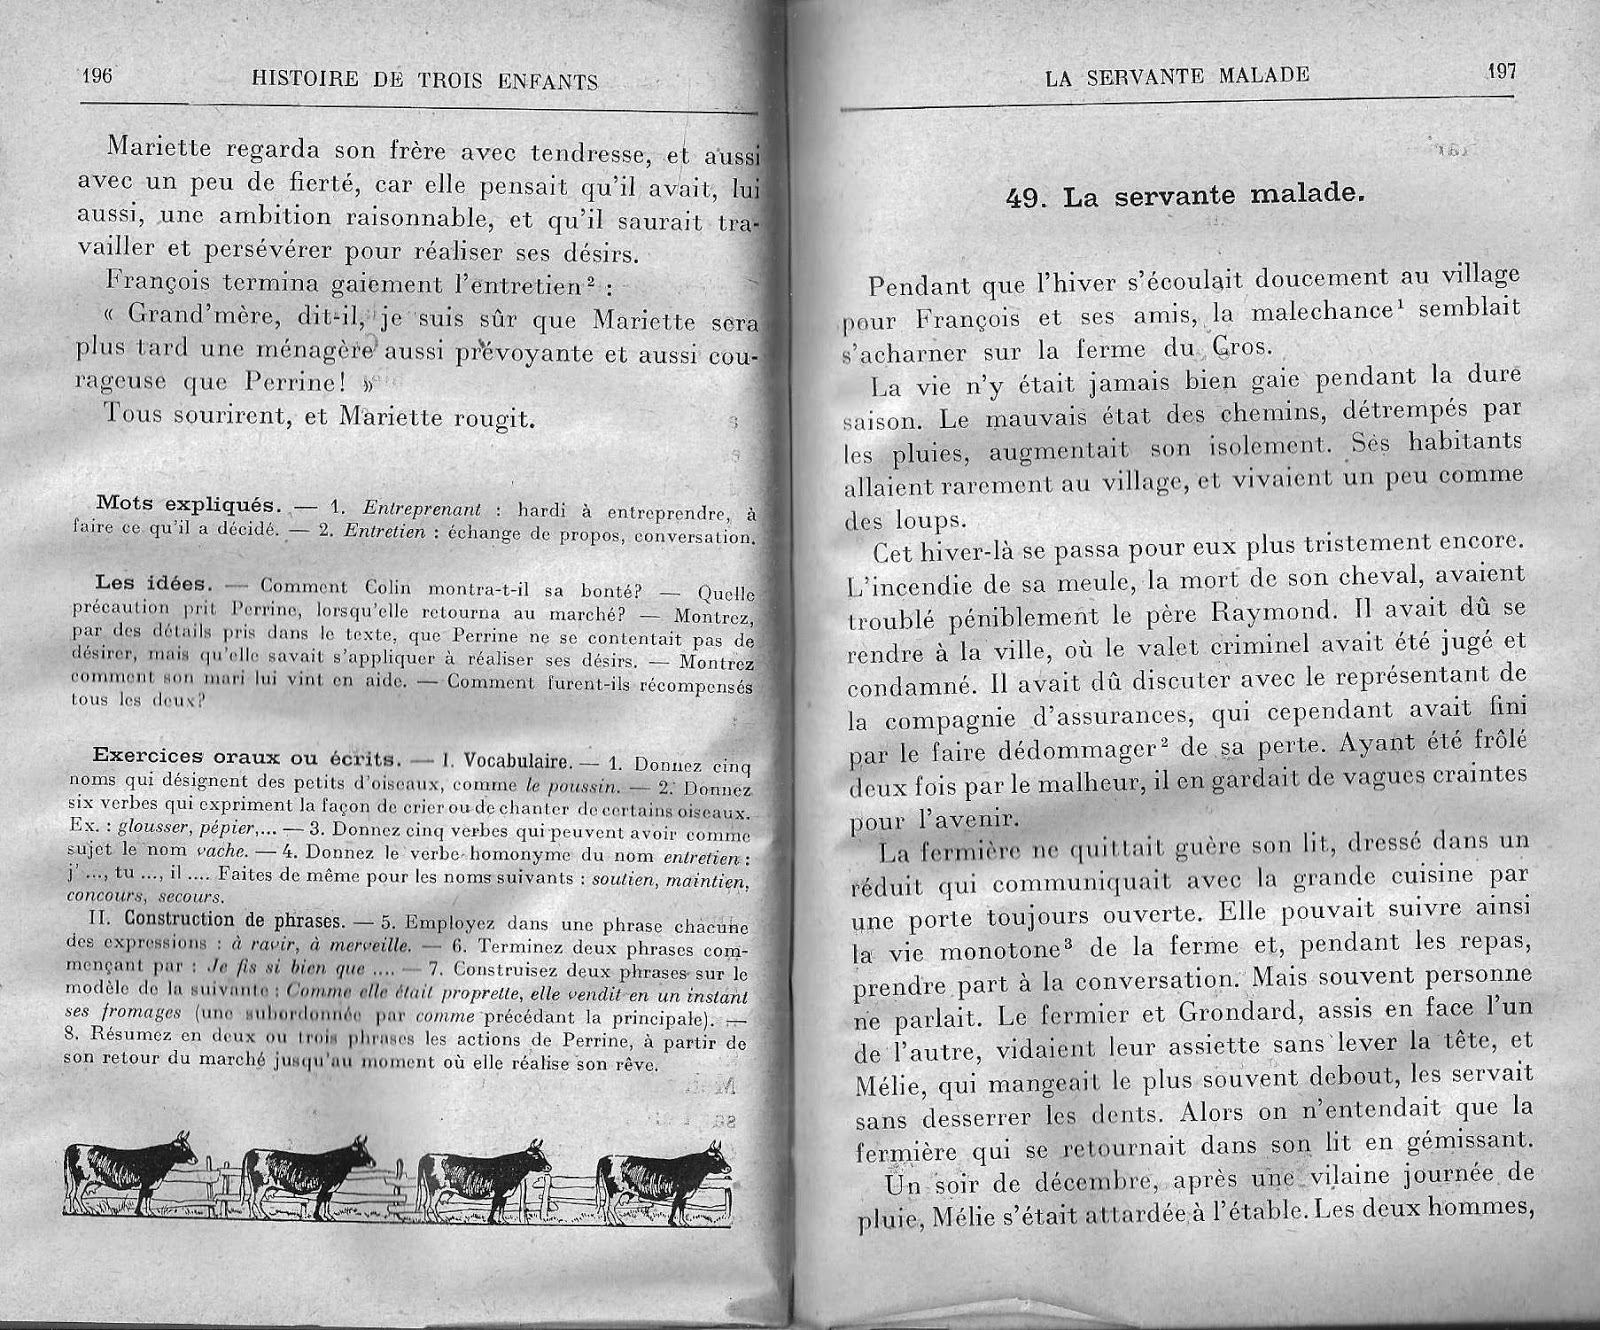 196
HISTOIRE DE TROIS ENFANTS
Mariette regarda son frère avec tendresse, et aussi
avec un peu de fierté, car elle pensait qu'il avait, lui
aussi, une ambition raisonnable, et qu'il saurait tra-
vailler et persévérer pour réaliser ses désirs.
François termina gaiement l'entretien² :
« Grand'mère, dit-il, je suis sûr que Mariette sera
plus tard une ménagère aussi prévoyante et aussi cou-
rageuse que Perrine! »
Tous sourirent, et Mariette rougit.
Mots expliqués. — 1. Entreprenant : hardi à entreprendre, à
faire ce qu'il a décidé. — 2. Entretien : échange de propos, conversation.
Les idées. — Comment Colin montra-t-il sa bonté? — Quelle
précaution prit Perrine, lorsqu'elle retourna au marché? — Montrez,
par des détails pris dans le texte, que Perrine ne se contentait pas de
désirer, mais qu'elle savait s'appliquer à réaliser ses désirs. — Montrez
comment son mari lui vint en aide. — Comment furent-ils récompensés
tous les deux?
Exercices oraux ou écrits. — I. Vocabulaire. — 1. Donnez cinq
noms qui désignent des petits d'oiseaux, comme le poussin. — 2. Donnez
six verbes qui expriment la façon de crier ou de chanter de certains oiseaux.
Ex. : glousser, pépier,... — 3. Donnez cinq verbes qui peuvent avoir comme
sujet le nom vache. — 4. Donnez le verbe homonyme du nom entretien :
j' ..., tu ..., il .... Faites de même pour les noms suivants : soutien, maintien,
concours, secours.
II. Construction de phrases. — 5. Employez dans une phrase chacune
des expressions : à ravir, à merveille. — 6. Terminez deux phrases com-
mençant par : Je fis si bien que .... — 7. Construisez deux phrases sur le
modèle de la suivante : Comme elle était proprette, elle vendit en un instant
ses fromages (une subordonnée par comme précédant la principale). —
8. Résumez en deux ou trois phrases les actions de Perrine, à partir de
son retour du marché jusqu'au moment où elle réalise son rêve.
LA SERVANTE MALADE
197
49. La servante malade.
Pendant que l'hiver s'écoulait doucement au village
pour François et ses amis, la malechance¹ semblait
s'acharner sur la ferme du Cros.
La vie n'y était jamais bien gaie pendant la dure
saison. Le mauvais état des chemins, détrempés par
les pluies, augmentait son isolement. Ses habitants
allaient rarement au village, et vivaient un peu comme
des loups.
Cet hiver-là se passa pour eux plus tristement encore.
L'incendie de sa meule, la mort de son cheval, avaient
troublé péniblement le père Raymond. Il avait dû se
rendre à la ville, où le valet criminel avait été jugé et
condamné. Il avait dû discuter avec le représentant de
la compagnie d'assurances, qui cependant avait fini
par le faire dédommager² de sa perte. Ayant été frôlé
deux fois par le malheur, il en gardait de vagues craintes
pour l'avenir.
La fermière ne quittait guère son lit, dressé dans un
réduit qui communiquait avec la grande cuisine par
une porte toujours ouverte. Elle pouvait suivre ainsi
la vie monotone³ de la ferme et, pendant les repas,
prendre part à la conversation. Mais souvent personne
ne parlait. Le fermier et Grondard, assis en face l'un
de l'autre, vidaient leur assiette sans lever la tête, et
Mélie, qui mangeait le plus souvent debout, les servait
sans desserrer les dents. Alors on n'entendait que la
fermière qui se retournait dans son lit en gémissant.
Un soir de décembre, après une vilaine journée de
pluie, Mélie s'était attardée à l'étable. Les deux hommes,